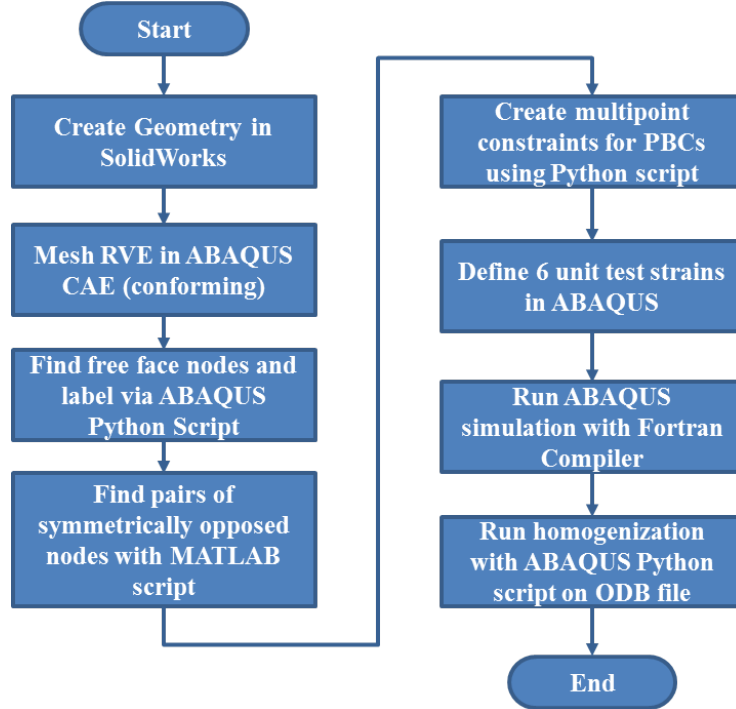 Start
Create Geometry in
SolidWorks
Mesh RVE in ABAQUS
CAE (conforming)
Find free face nodes and
label via ABAQUS
Python Script
Find pairs of
symmetrically opposed
nodes with MATLAB
script
Create multipoint
constraints for PBCs
using Python script
Define 6 unit test strains
in ABAQUS
Run ABAQUS
simulation with Fortran
Compiler
Run homogenization
with ABAQUS Python
script on ODB file
End